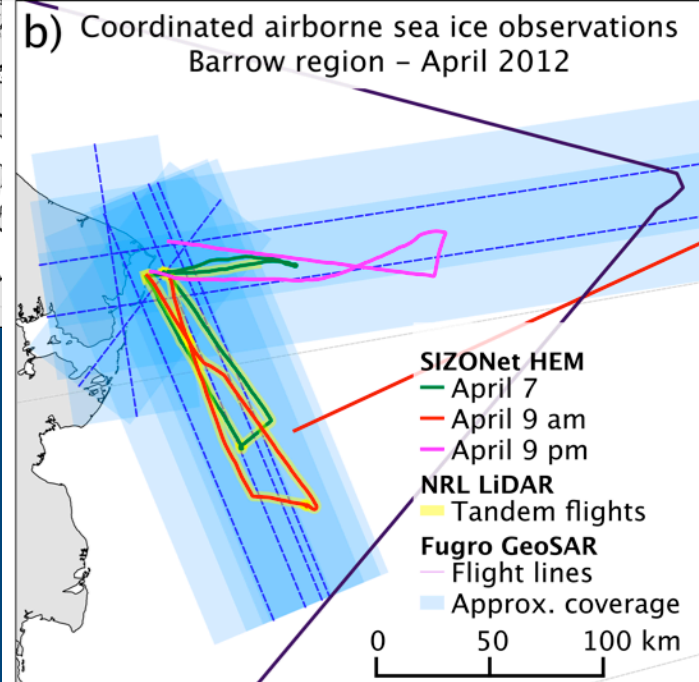 b) Coordinated airborne sea ice observations
Barrow region – April 2012
SIZONet HEM
April 7
April 9 am
April 9 pm
NRL LiDAR
Tandem flights
Fugro GeoSAR
Flight lines
Approx. coverage
0 50 100 km